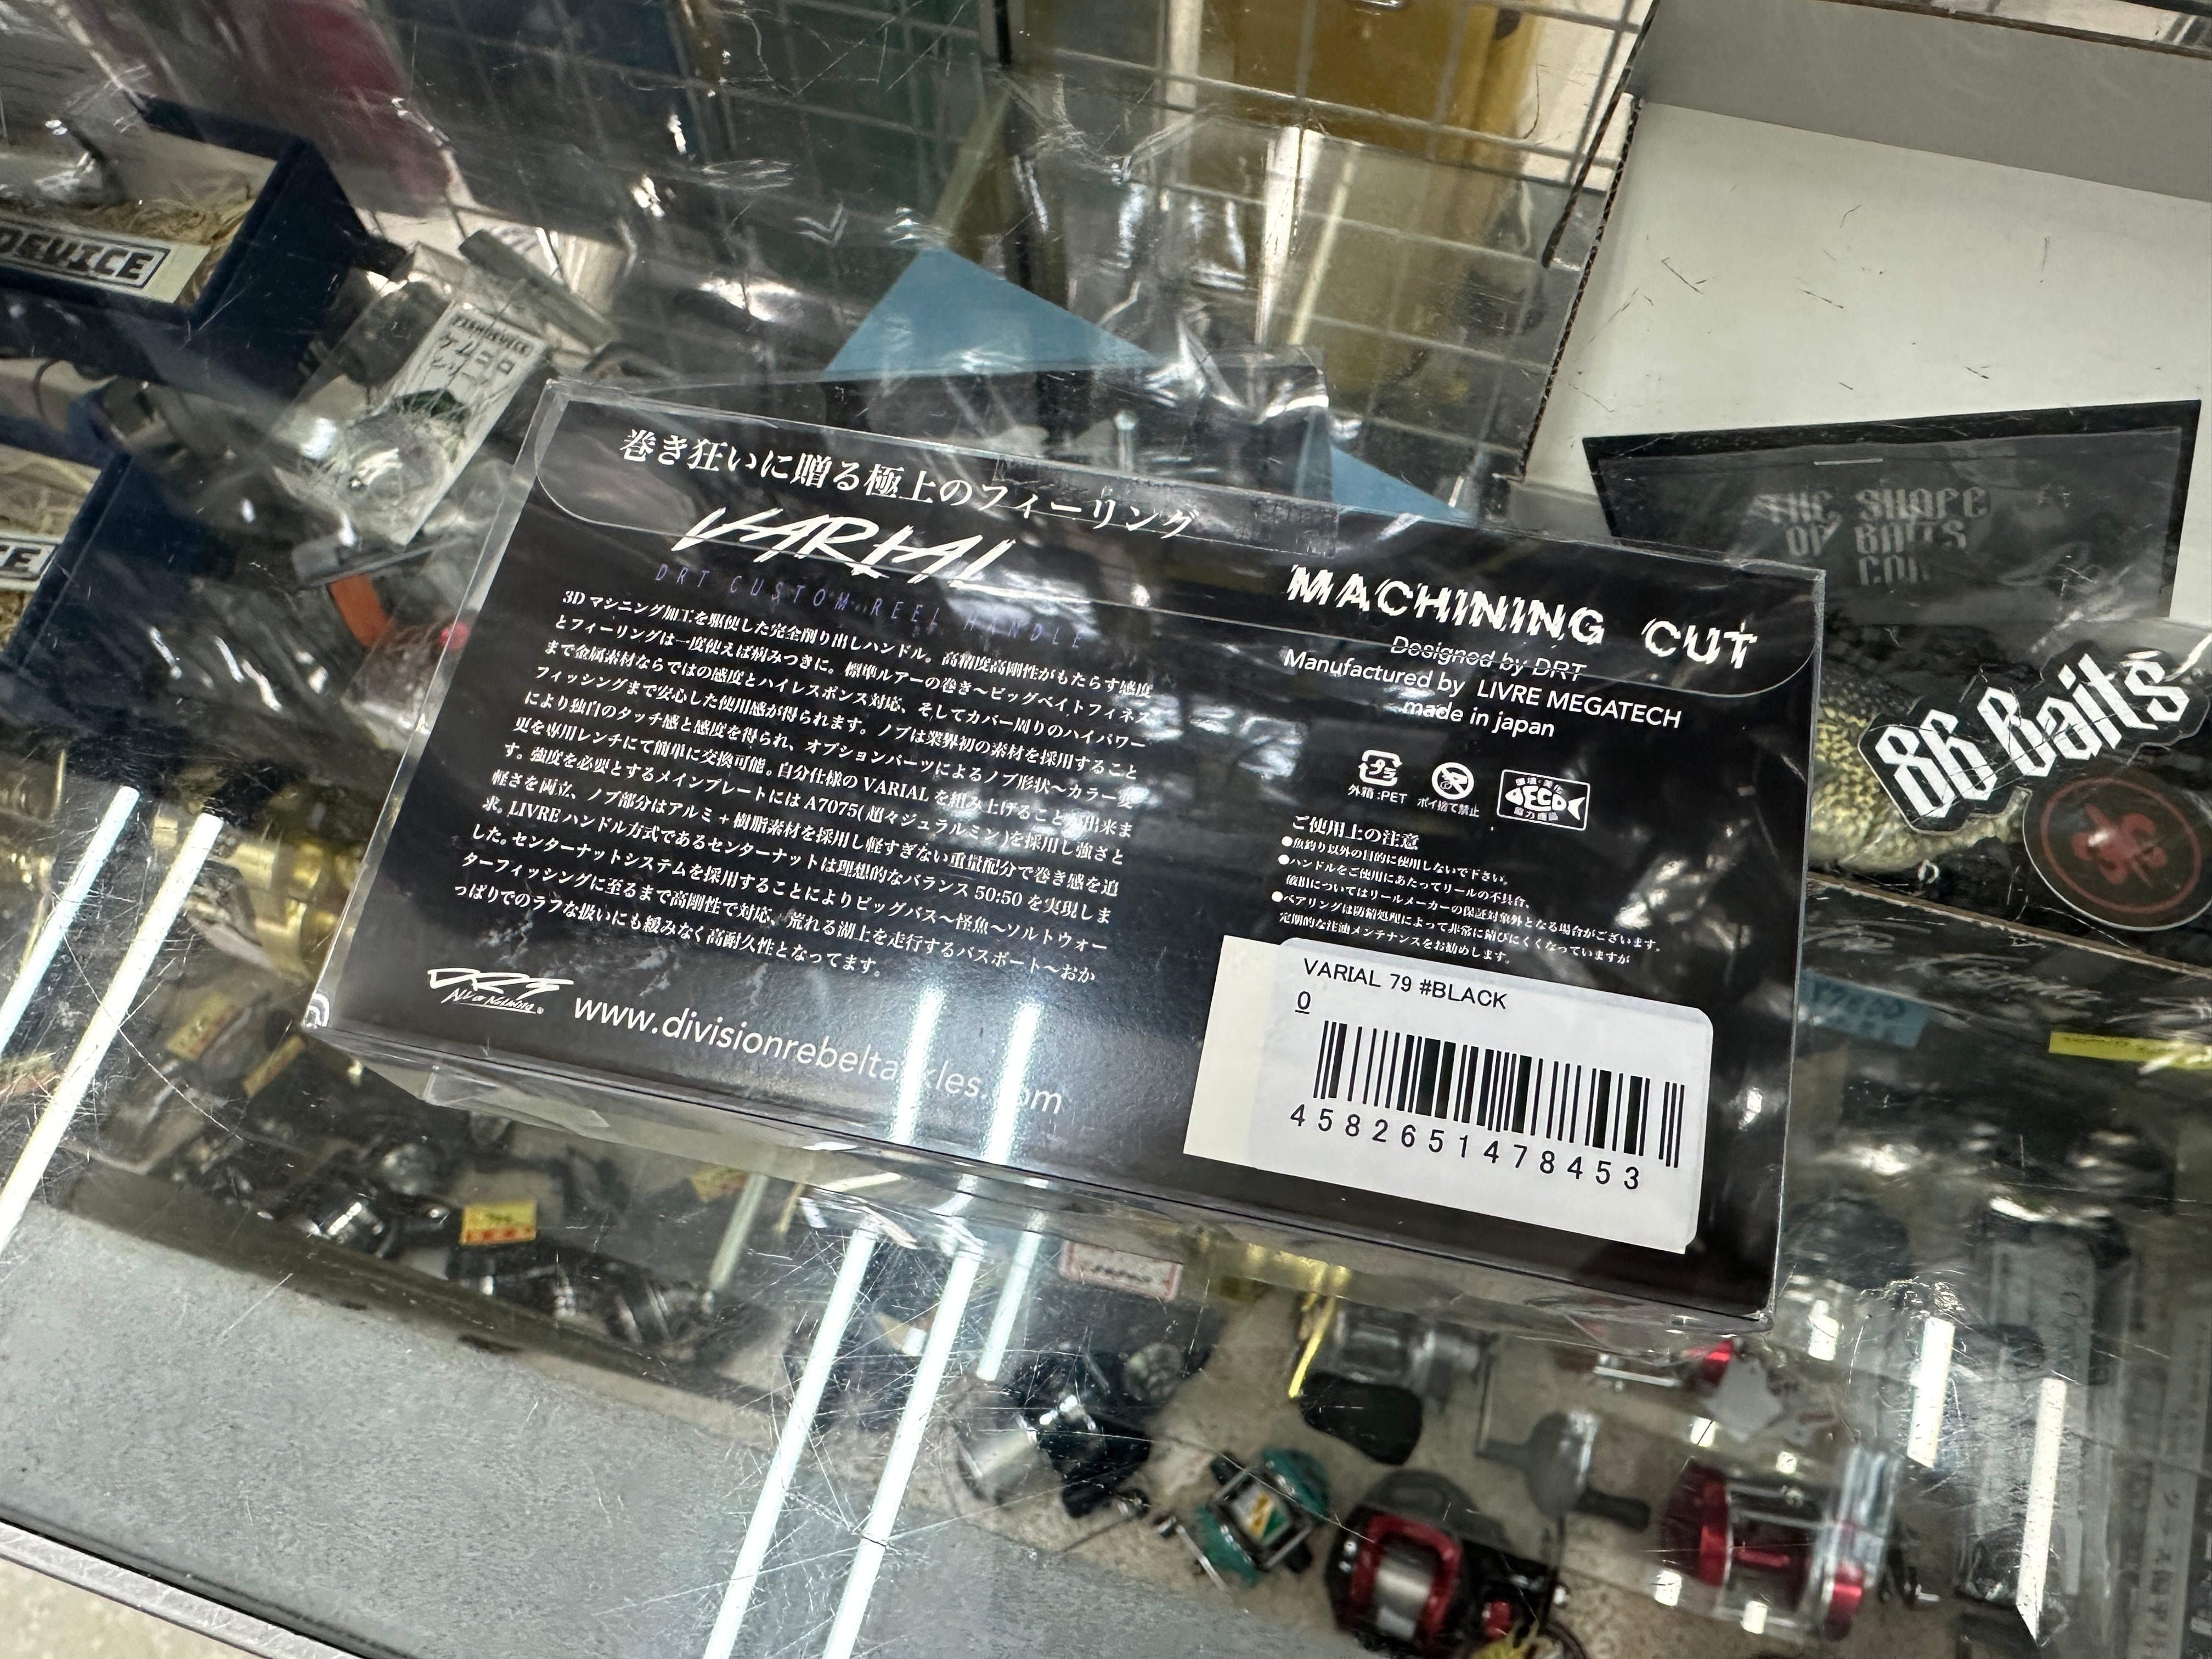 DEVICE
巻き狂いに贈る極上のフィーリング
VARIAL
DRT CUSTOM REEL HANDLE
3Dマシニング加工を駆使した完全削り出しハンドル。高精度高剛性がもたらす感度
とフィーリングは一度使えば病みつきに。標準ルアーの巻き～ビッグベイトフィネス
まで金属素材ならではの感度とハイレスポンス対応、そしてカバー周りのハイパワー
フィッシングまで安心した使用感が得られます。ノブは業界初の素材を採用すること
により独自のタッチ感と感度を得られ、オプションパーツによるノブ形状～カラー変
更を専用レンチにて簡単に交換可能。自分仕様の VARIAL を組み上げることが出来ま
す。強度を必要とするメインプレートには A7075(超々ジュラルミン)を採用し強さと
軽さを両立、ノブ部分はアルミ+樹脂素材を採用し軽すぎない重量配分で巻き感を追
求。LIVRE ハンドル方式であるセンターナットは理想的なバランス 50:50 を実現しま
した。センターナットシステムを採用することによりビッグバス～怪魚～ソルトウォー
ターフィッシングに至るまで高剛性で対応、荒れる湖上を走行するバスボート～おか
っぱりでのラフな扱いにも緩みなく高耐久性となってます。
DRT
www.divisionrebeltackles.com
MACHINING CUT
Designed by DRT
Manufactured by LIVRE MEGATECH
made in japan
プラ
外箱:PET
ポイ捨て禁止
環境・美化
DECO
協力商品
ご使用上の注意
●魚釣り以外の目的に使用しないで下さい。
●ハンドルをご使用にあたってリールの不具合、
破損についてはリールメーカーの保証対象外となる場合がございます。
●ベアリングは防錆処理によって非常に錆びにくくなっていますが
定期的な注油メンテナンスをお勧めします。
VARIAL 79 #BLACK
0
4582651478453
THE SHAPE
OF BAITS
86 Baits